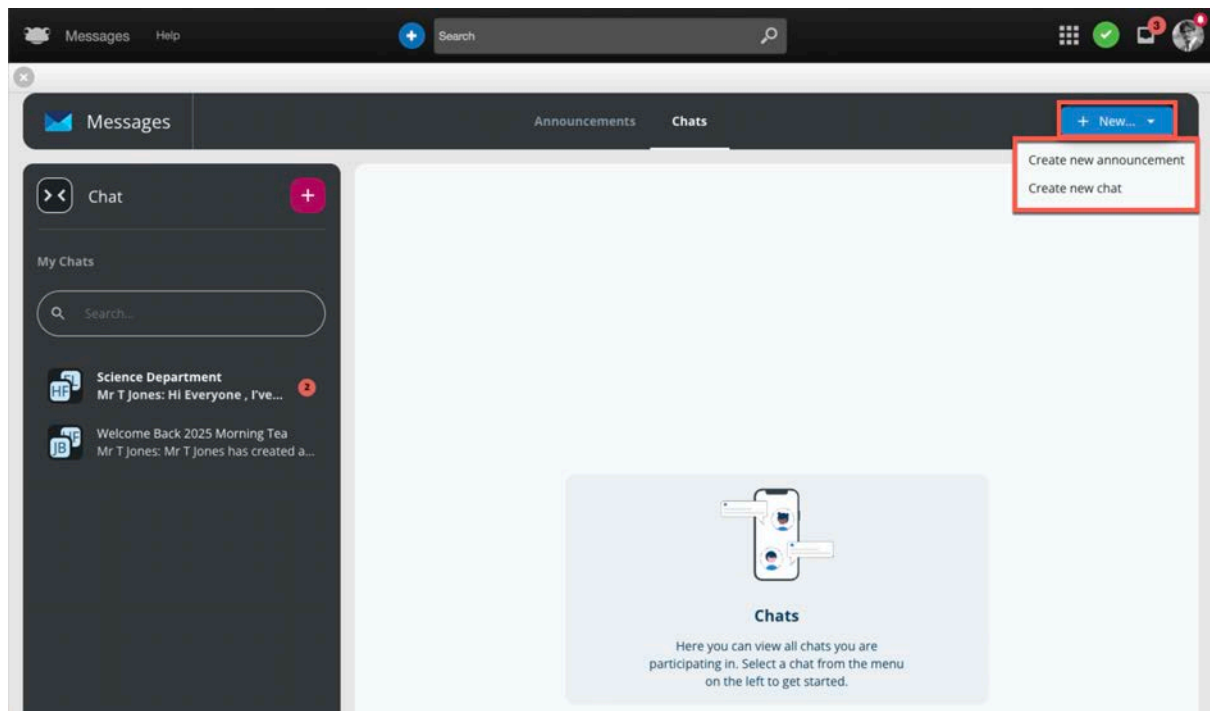 Messages Help Search 3
Messages Announcements Chats + New...
Create new announcement
Create new chat
Chat +
My Chats
Search...
Science Department
HF Mr T Jones: Hi Everyone , I've... 2
Welcome Back 2025 Morning Tea
JB Mr T Jones: Mr T Jones has created a...
Chats
Here you can view all chats you are
participating in. Select a chat from the menu
on the left to get started.